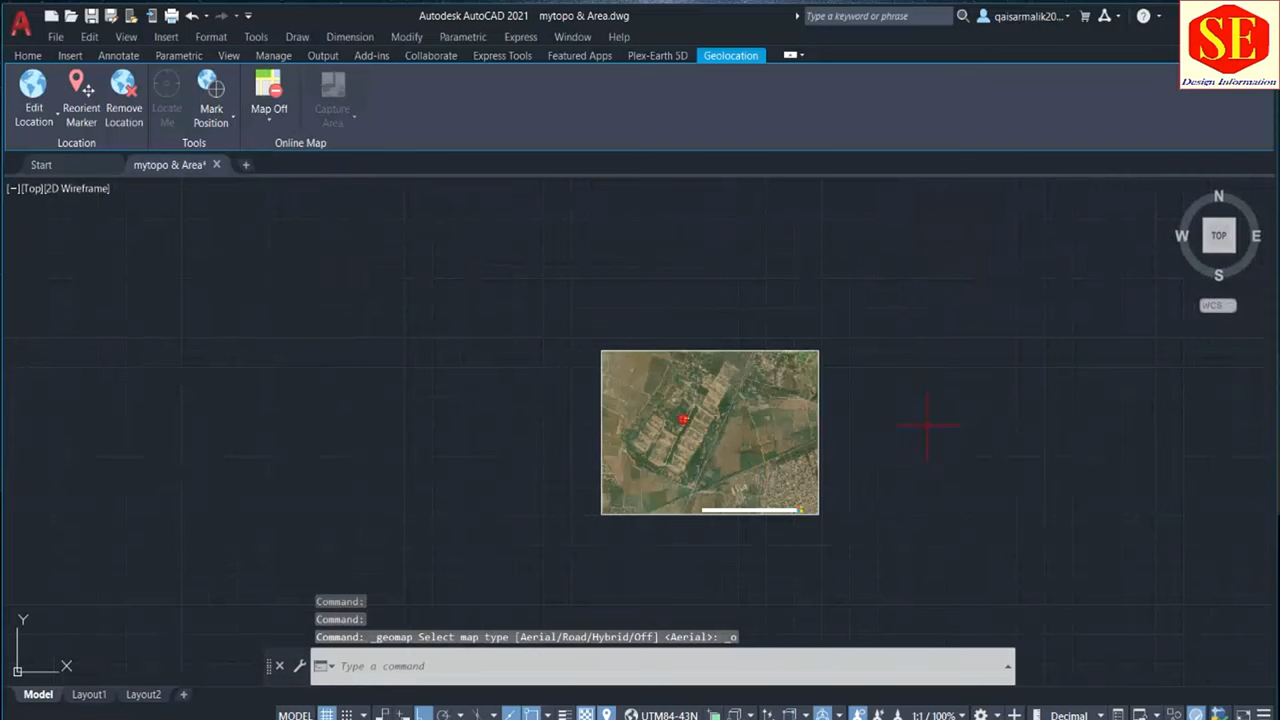 Autodesk AutoCAD 2021 mytopo & Area.dwg
Type a keyword or phrase
qaisarmalik20...
File Edit View Insert Format Tools Draw Dimension Modify Parametric Express Window Help
Home Insert Annotate Parametric View Manage Output Add-ins Collaborate Express Tools Featured Apps Plex-Earth 5D Geolocation
SE
Design Information
Edit
Location
Reorient
Marker
Remove
Location
Locate
Me
Mark
Position
Map Off
Capture
Area
Location Tools Online Map
Start mytopo & Area*
[−][Top][2D Wireframe]
N
W TOP E
S
WCS
Command:
Command:
Command: _geomap Select map type [Aerial/Road/Hybrid/Off] <Aerial>: _o
Type a command
Y
X
Model Layout1 Layout2
MODEL UTM84-43N 1:1 / 100% Decimal